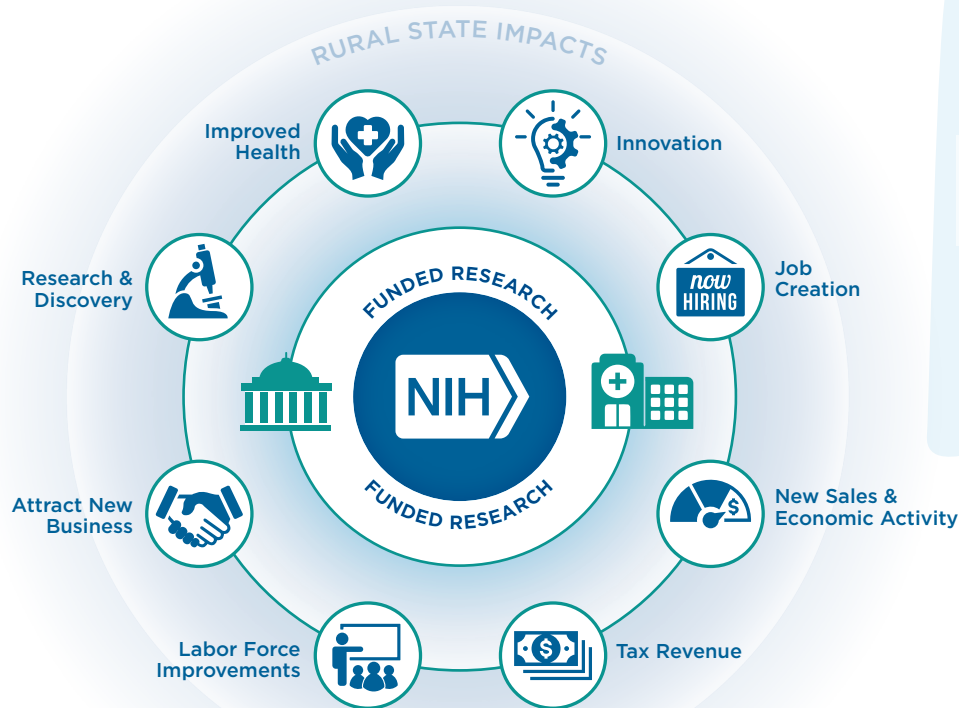 RURAL STATE IMPACTS
Improved
Health
Innovation
Research &
Discovery
Job
Creation
now
HIRING
FUNDED RESEARCH
NIH
FUNDED RESEARCH
Attract New
Business
New Sales &
Economic Activity
$
Labor Force
Improvements
Tax Revenue
$